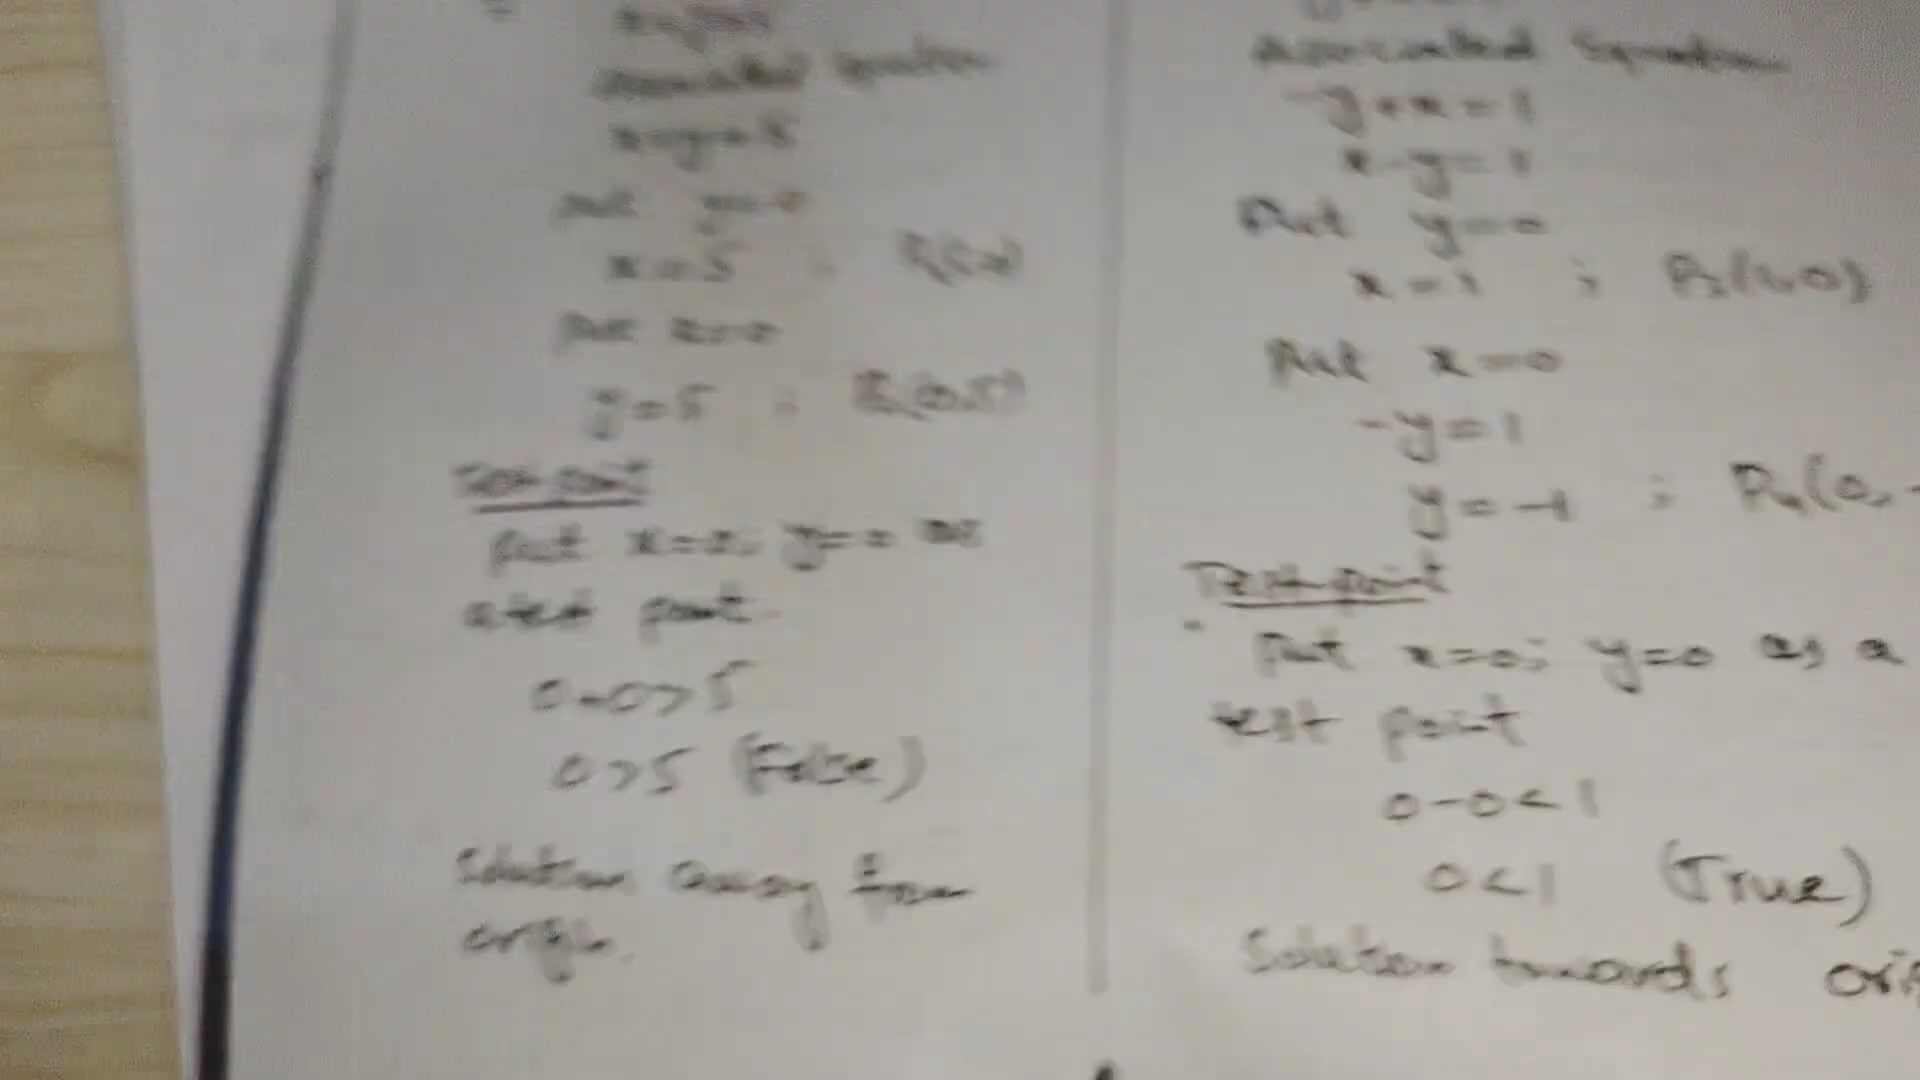 Associated equation
x+y=5
put y=0
x=5 ; P₁(5,0)
put x=0
y=5 ; P₂(0,5)
Test point
put x=0; y=0 as
a test point.
0+0>5
0>5 (False)
Solution away from
origin.
Associated Equation
-y+x=1
x-y=1
Put y=0
x=1 ; P₃(1,0)
Put x=0
-y=1
y=-1 ; P₄(0,-
Test point
Put x=0; y=0 as a
test point
0-0<1
0<1 (True)
Solution towards